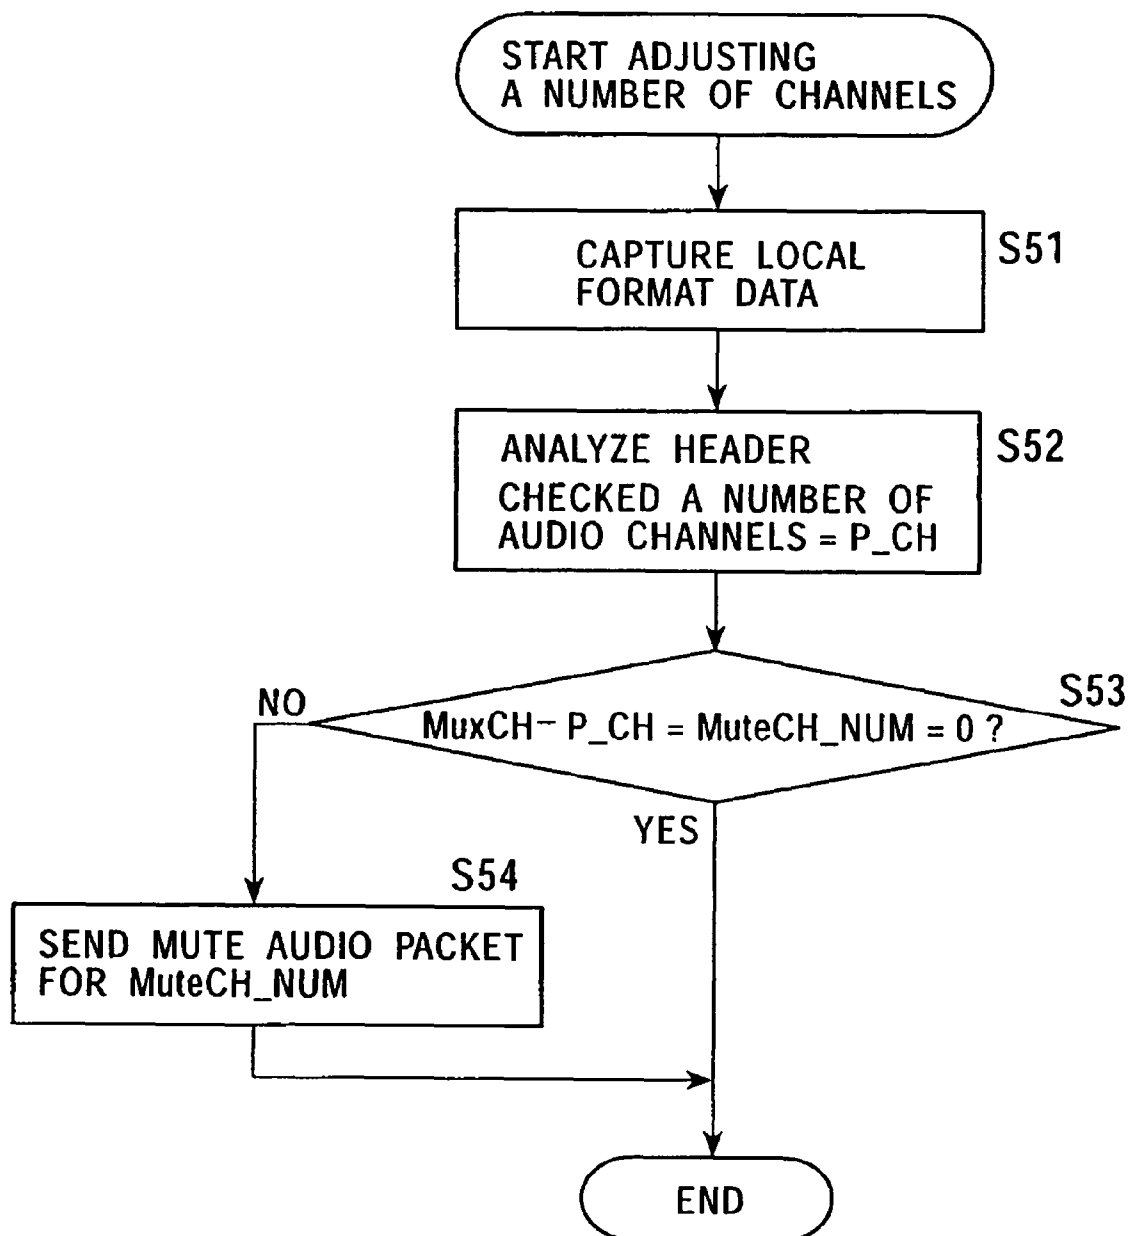 START ADJUSTING
A NUMBER OF CHANNELS
CAPTURE LOCAL
FORMAT DATA
S51
ANALYZE HEADER
CHECKED A NUMBER OF
AUDIO CHANNELS = P_CH
S52
MuxCH - P_CH = MuteCH_NUM = 0 ?
S53
NO
YES
S54
SEND MUTE AUDIO PACKET
FOR MuteCH_NUM
END